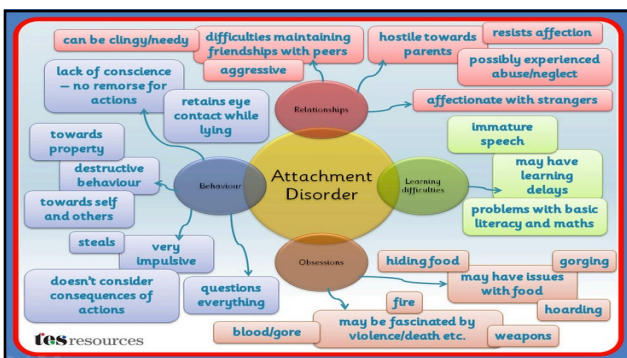 can be clingy/needy
difficulties maintaining
friendships with peers
aggressive
hostile towards
parents
resists affection
possibly experienced
abuse/neglect
affectionate with strangers
Relationships
lack of conscience
– no remorse for
actions
retains eye
contact while
lying
towards
property
destructive
behaviour
towards self
and others
Behaviour
steals
very
impulsive
doesn't consider
consequences of
actions
questions
everything
Attachment
Disorder
Learning
difficulties
immature
speech
may have
learning
delays
problems with basic
literacy and maths
Obsessions
hiding food
gorging
may have issues
with food
hoarding
fire
blood/gore
may be fascinated by
violence/death etc.
weapons
tes resources